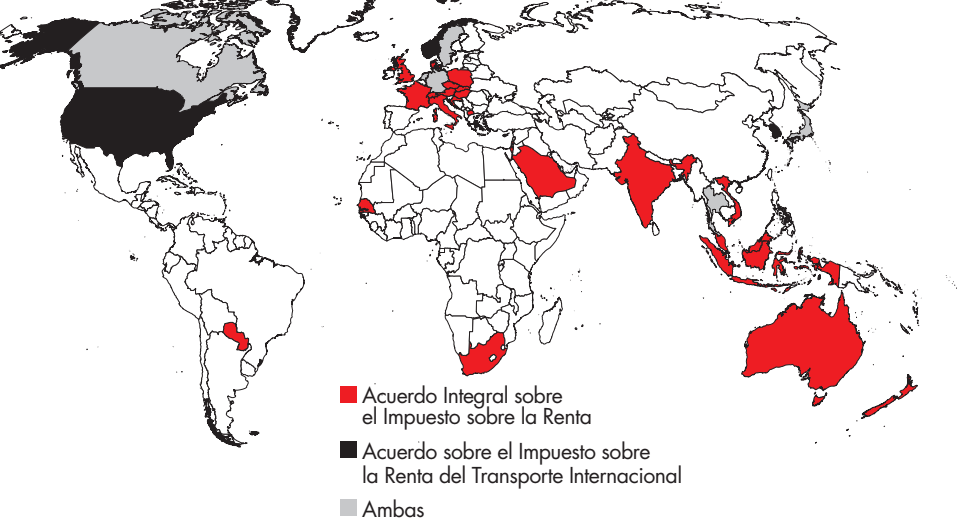 Acuerdo Integral sobre
el Impuesto sobre la Renta
Acuerdo sobre el Impuesto sobre
la Renta del Transporte Internacional
Ambas